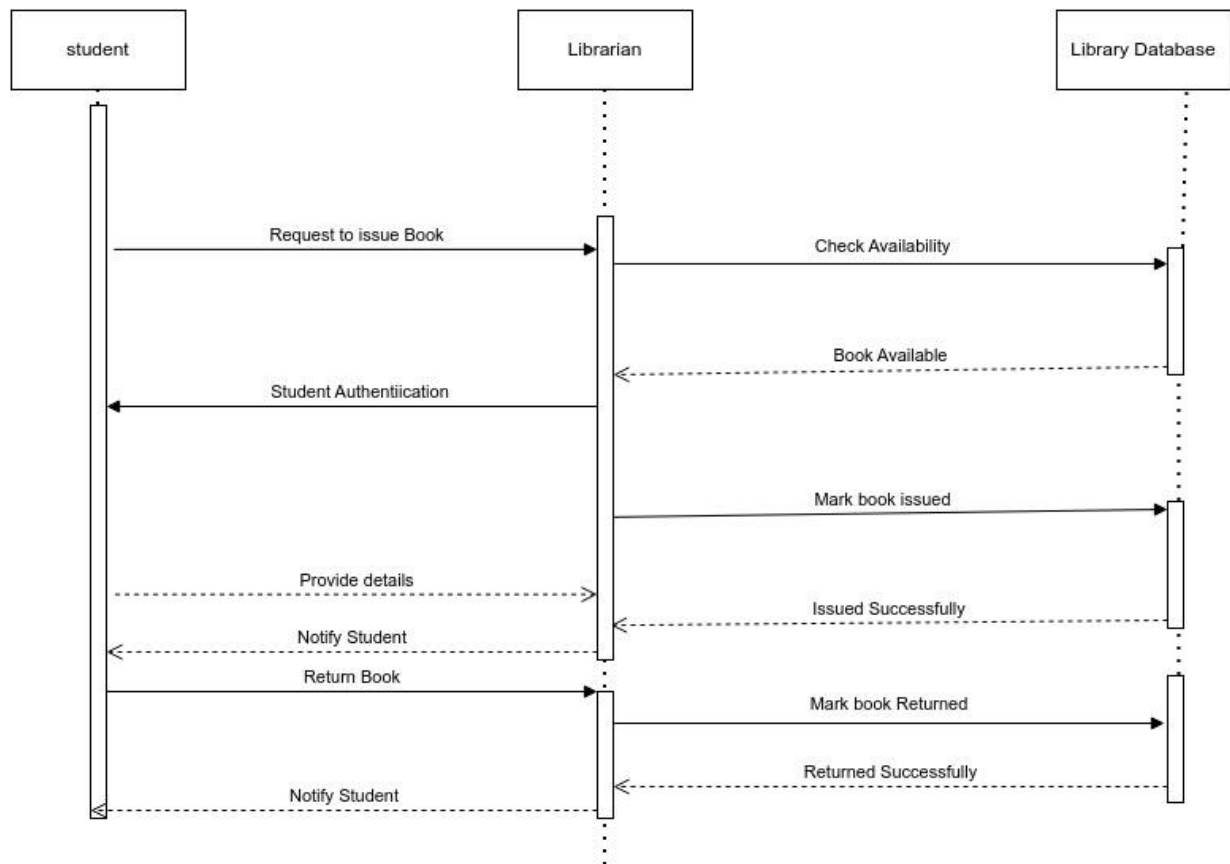 student
Librarian
Library Database
Request to issue Book
Check Availability
Book Available
Student Authentiication
Mark book issued
Provide details
Issued Successfully
Notify Student
Return Book
Mark book Returned
Returned Successfully
Notify Student